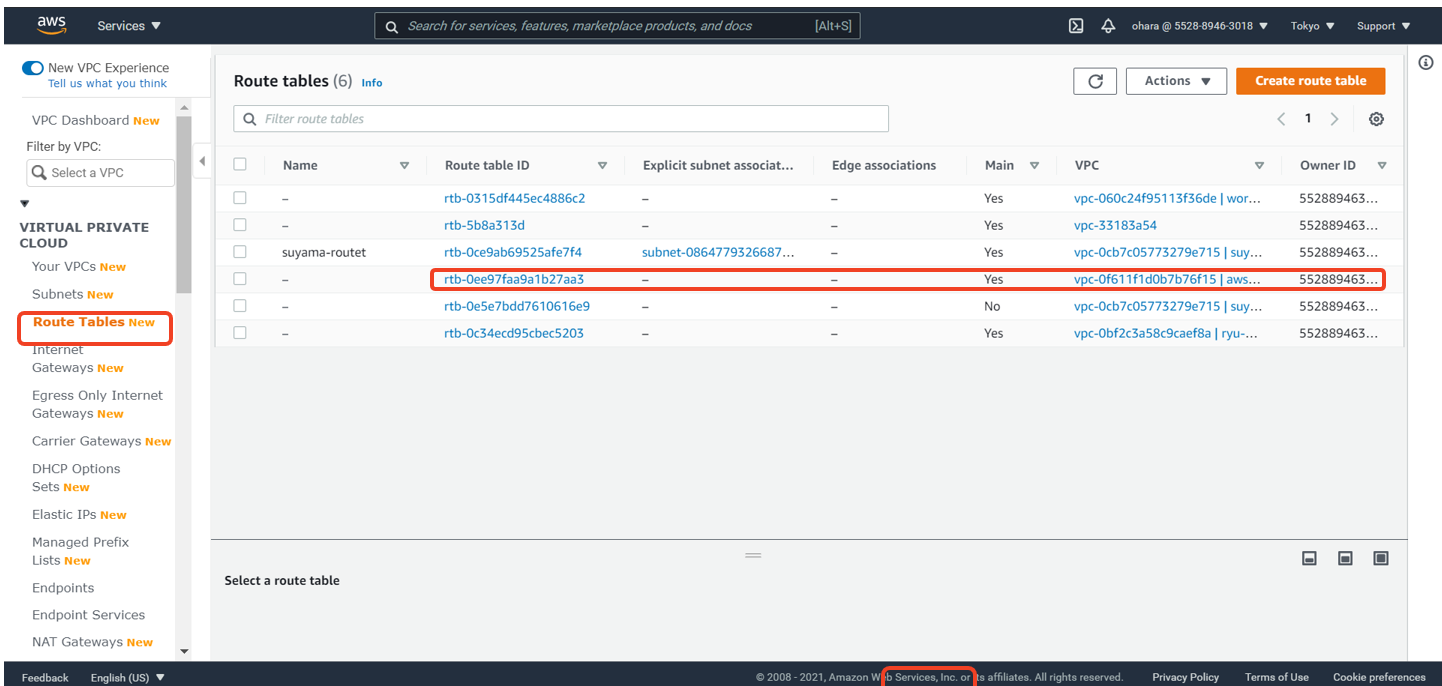 aws
Services ▼
Search for services, features, marketplace products, and docs [Alt+S]
ohara @ 5528-8946-3018 ▼
Tokyo ▼
Support ▼
New VPC Experience
Tell us what you think
VPC Dashboard New
Filter by VPC:
Select a VPC
VIRTUAL PRIVATE
CLOUD
Your VPCs New
Subnets New
Route Tables New
Internet
Gateways New
Egress Only Internet
Gateways New
Carrier Gateways New
DHCP Options
Sets New
Elastic IPs New
Managed Prefix
Lists New
Endpoints
Endpoint Services
NAT Gateways New
Route tables (6) Info
Actions ▼
Create route table
Filter route tables
1
Name Route table ID Explicit subnet associat... Edge associations Main VPC Owner ID
– rtb-0315df445ec4886c2 – – Yes vpc-060c24f95113f36de | wor... 552889463...
– rtb-5b8a313d – – Yes vpc-33183a54 552889463...
suyama-routet rtb-0ce9ab69525afe7f4 subnet-0864779326687... – Yes vpc-0cb7c05773279e715 | suy... 552889463...
– rtb-0ee97faa9a1b27aa3 – – Yes vpc-0f611f1d0b7b76f15 | aws... 552889463...
– rtb-0e5e7bdd7610616e9 – – No vpc-0cb7c05773279e715 | suy... 552889463...
– rtb-0c34ecd95cbec5203 – – Yes vpc-0bf2c3a58c9caef8a | ryu-... 552889463...
Select a route table
Feedback English (US) ▼
© 2008 - 2021, Amazon Web Services, Inc. or its affiliates. All rights reserved.
Privacy Policy
Terms of Use
Cookie preferences